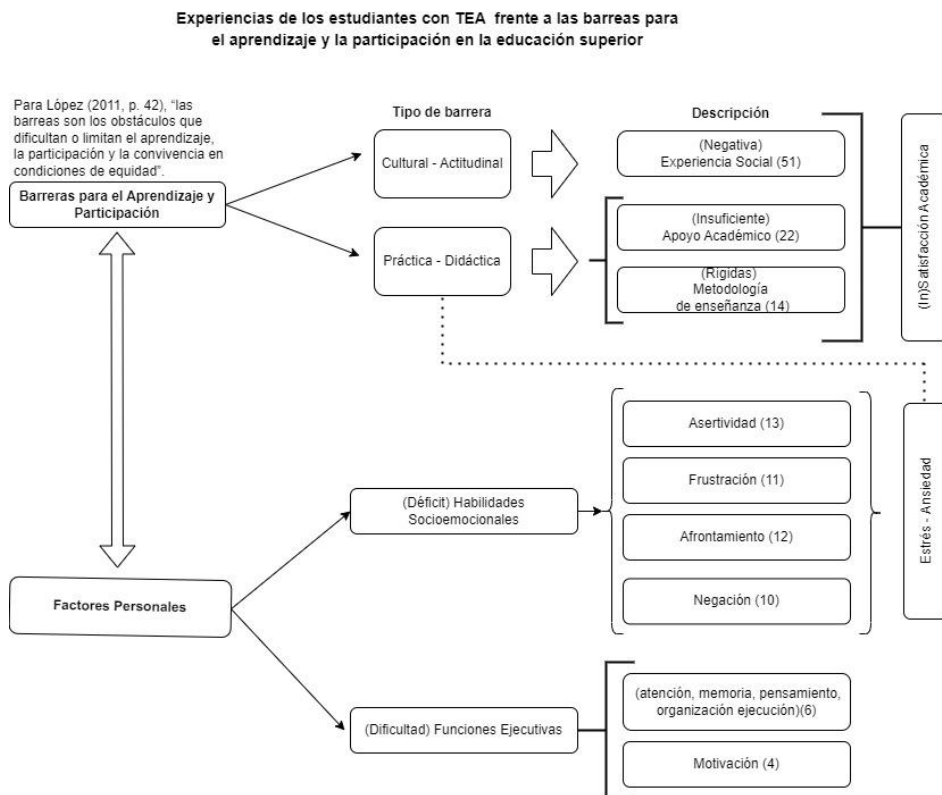 Experiencias de los estudiantes con TEA frente a las barreas para
el aprendizaje y la participación en la educación superior
Para López (2011, p. 42), “las
barreas son los obstáculos que
dificultan o limitan el aprendizaje,
la participación y la convivencia en
condiciones de equidad”.
Barreras para el Aprendizaje y
Participación
Tipo de barrera
Cultural - Actitudinal
Práctica - Didáctica
Descripción
(Negativa)
Experiencia Social (51)
(Insuficiente)
Apoyo Académico (22)
(Rigidas)
Metodología
de enseñanza (14)
(In)Satisfacción Académica
Factores Personales
(Déficit) Habilidades
Socioemocionales
Asertividad (13)
Frustración (11)
Afrontamiento (12)
Negación (10)
Estrés - Ansiedad
(Dificultad) Funciones Ejecutivas
(atención, memoria, pensamiento,
organización ejecución)(6)
Motivación (4)